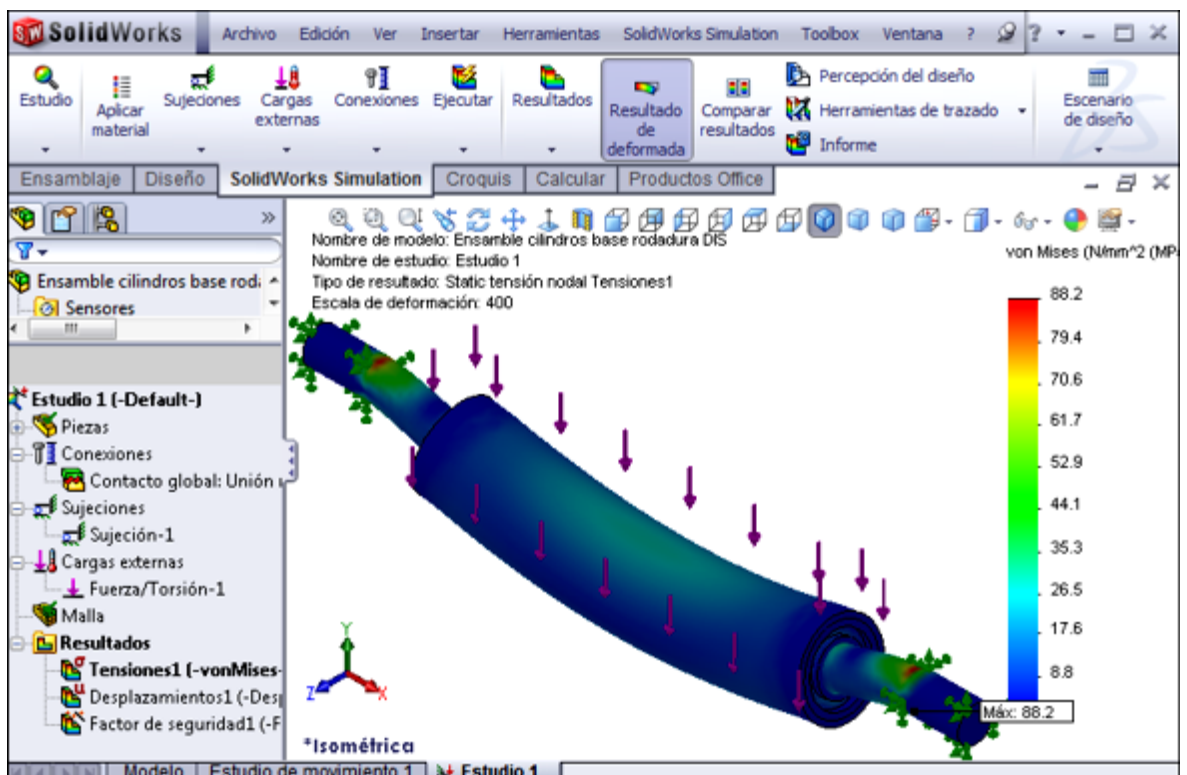 SolidWorks Archivo Edición Ver Insertar Herramientas SolidWorks Simulation Toolbox Ventana ? ?
Estudio Aplicar material Sujeciones Cargas externas Conexiones Ejecutar Resultados Resultado de deformada Comparar resultados
Percepción del diseño
Herramientas de trazado
Informe
Escenario de diseño
Ensamblaje Diseño SolidWorks Simulation Croquis Calcular Productos Office
Nombre de modelo: Ensamble cilindros base rodadura DIS
Nombre de estudio: Estudio 1
Tipo de resultado: Static tensión nodal Tensiones1
Escala de deformación: 400
von Mises (N/mm^2 (MP
88.2
79.4
70.6
61.7
52.9
44.1
35.3
26.5
17.6
8.8
Máx: 88.2
Ensamble cilindros base roda
Sensores
Estudio 1 (-Default-)
Piezas
Conexiones
Contacto global: Unión
Sujeciones
Sujeción-1
Cargas externas
Fuerza/Torsión-1
Malla
Resultados
Tensiones1 (-vonMises-
Desplazamientos1 (-Desp
Factor de seguridad1 (-F
Y
Z
X
*Isométrica
Modelo Estudio de movimiento 1 Estudio 1